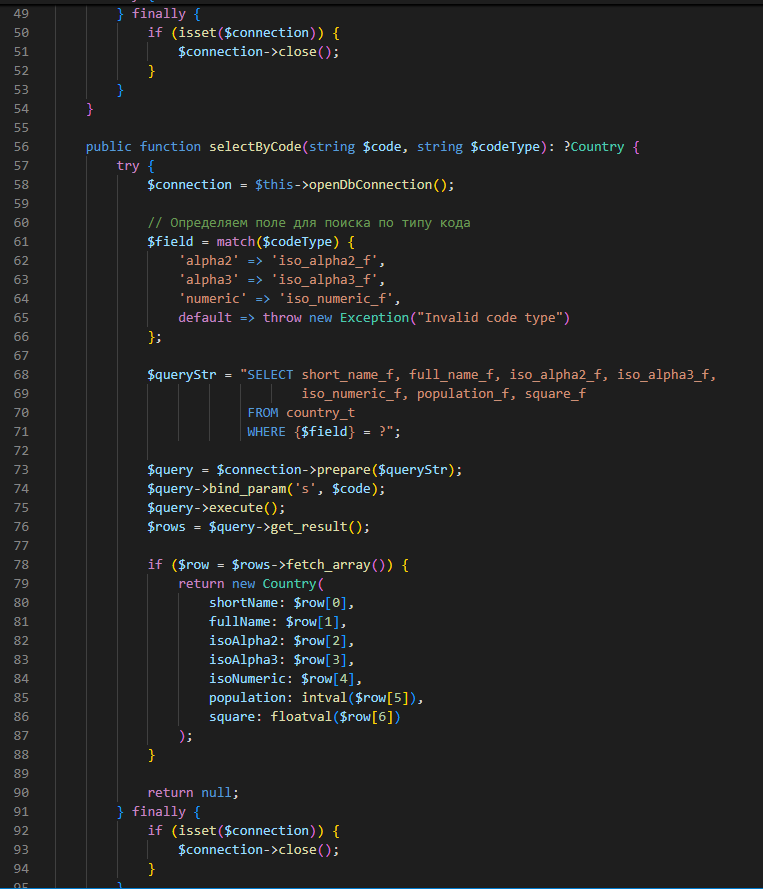 49 } finally {
50 if (isset($connection)) {
51 $connection->close();
52 }
53 }
54 }
55
56 public function selectByCode(string $code, string $codeType): ?Country {
57 try {
58 $connection = $this->openDbConnection();
59
60 // Определяем поле для поиска по типу кода
61 $field = match($codeType) {
62 'alpha2' => 'iso_alpha2_f',
63 'alpha3' => 'iso_alpha3_f',
64 'numeric' => 'iso_numeric_f',
65 default => throw new Exception("Invalid code type")
66 };
67
68 $queryStr = "SELECT short_name_f, full_name_f, iso_alpha2_f, iso_alpha3_f,
69 iso_numeric_f, population_f, square_f
70 FROM country_t
71 WHERE {$field} = ?";
72
73 $query = $connection->prepare($queryStr);
74 $query->bind_param('s', $code);
75 $query->execute();
76 $rows = $query->get_result();
77
78 if ($row = $rows->fetch_array()) {
79 return new Country(
80 shortName: $row[0],
81 fullName: $row[1],
82 isoAlpha2: $row[2],
83 isoAlpha3: $row[3],
84 isoNumeric: $row[4],
85 population: intval($row[5]),
86 square: floatval($row[6])
87 );
88 }
89
90 return null;
91 } finally {
92 if (isset($connection)) {
93 $connection->close();
94 }
95 }